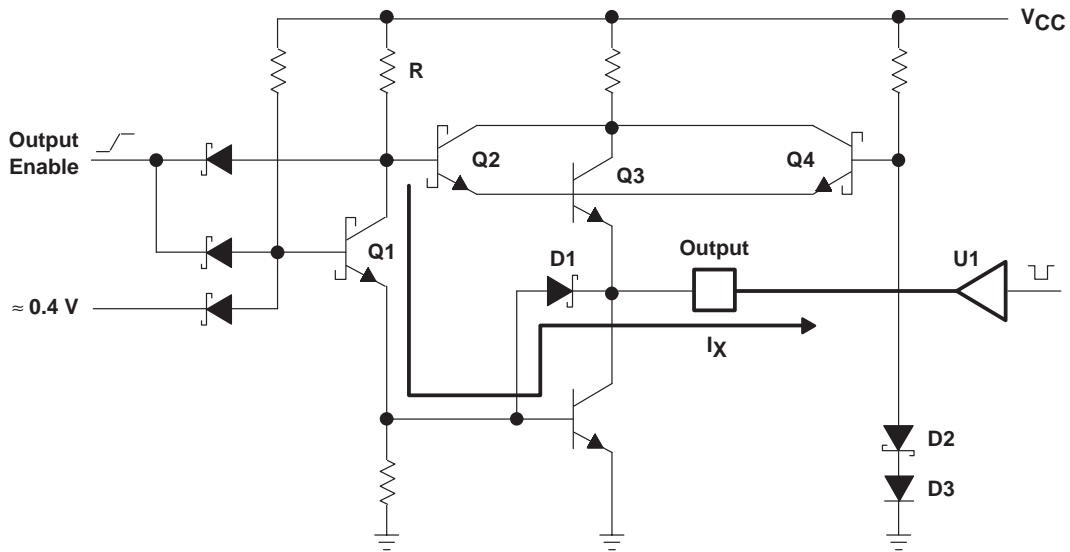 VCC
R
Output
Enable
Q2
Q4
Q3
Q1
D1
Output
U1
≈ 0.4 V
IX
D2
D3